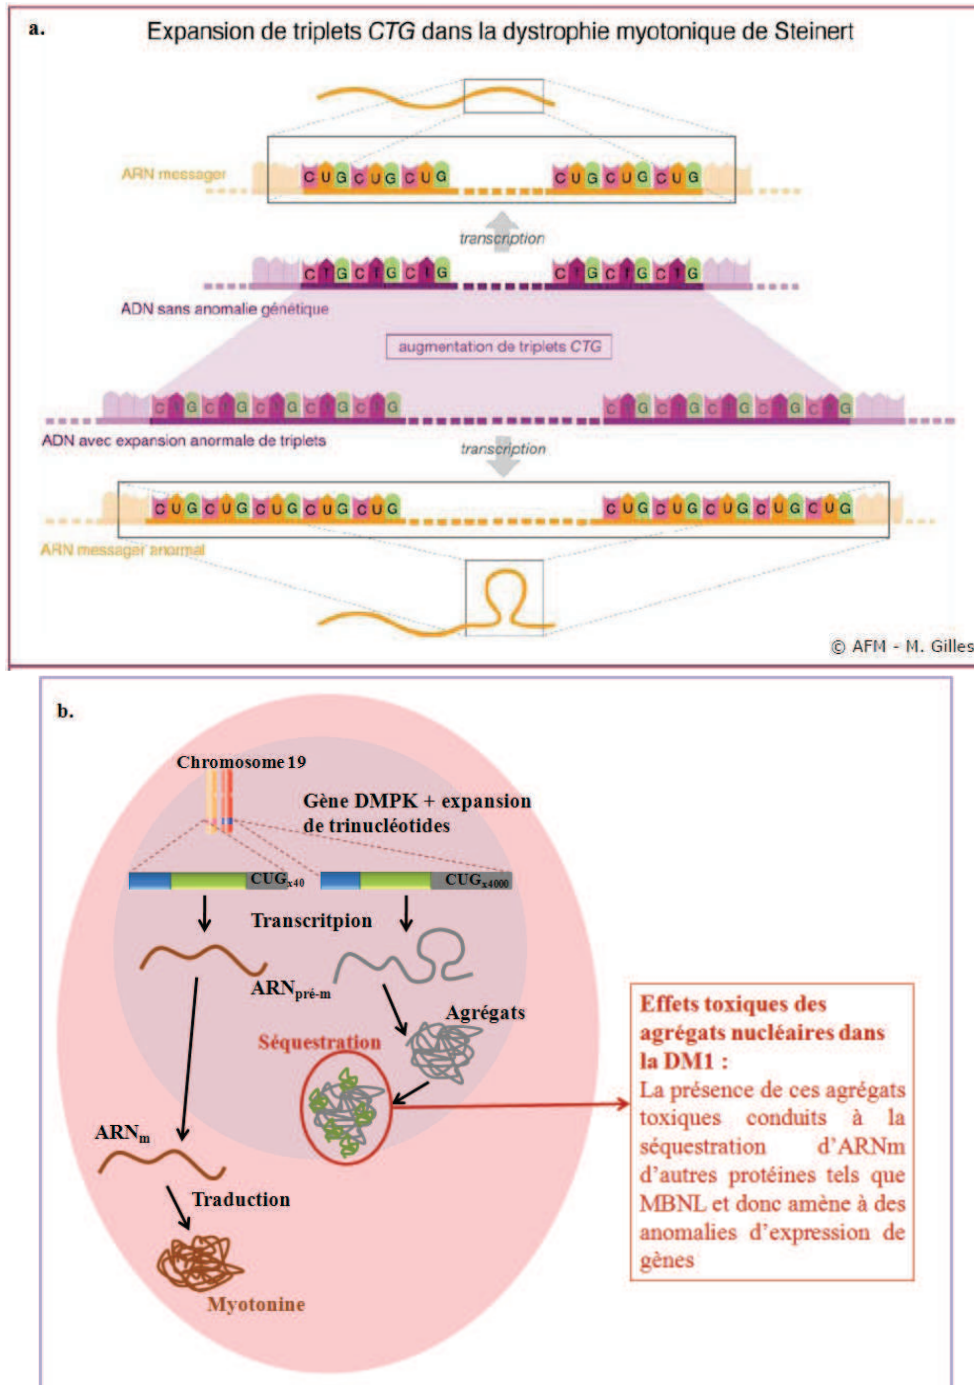 a.
Expansion de triplets CTG dans la dystrophie myotonique de Steinert
ARN messager
CUGCUGCUG
CUGCUGCUG
transcription
CTGCTGCTG
CTGCTGCTG
ADN sans anomalie génétique
augmentation de triplets CTG
CTGCTGCTGCTGCTG
CTGCTGCTGCTGCTG
ADN avec expansion anormale de triplets
transcription
CUGCUGCUGCUGCUG
CUGCUGCUGCUGCUG
ARN messager anormal
© AFM - M. Gilles
b.
Chromosome 19
Gène DMPK + expansion
de trinucléotides
CUGx40
CUGx4000
Transcritpion
ARNpré-m
Agrégats
Séquestration
ARNm
Traduction
Myotonine
Effets toxiques des
agrégats nucléaires dans
la DM1 :
La présence de ces agrégats
toxiques conduits à la
séquestration d’ARNm
d’autres protéines tels que
MBNL et donc amène à des
anomalies d’expression de
gènes